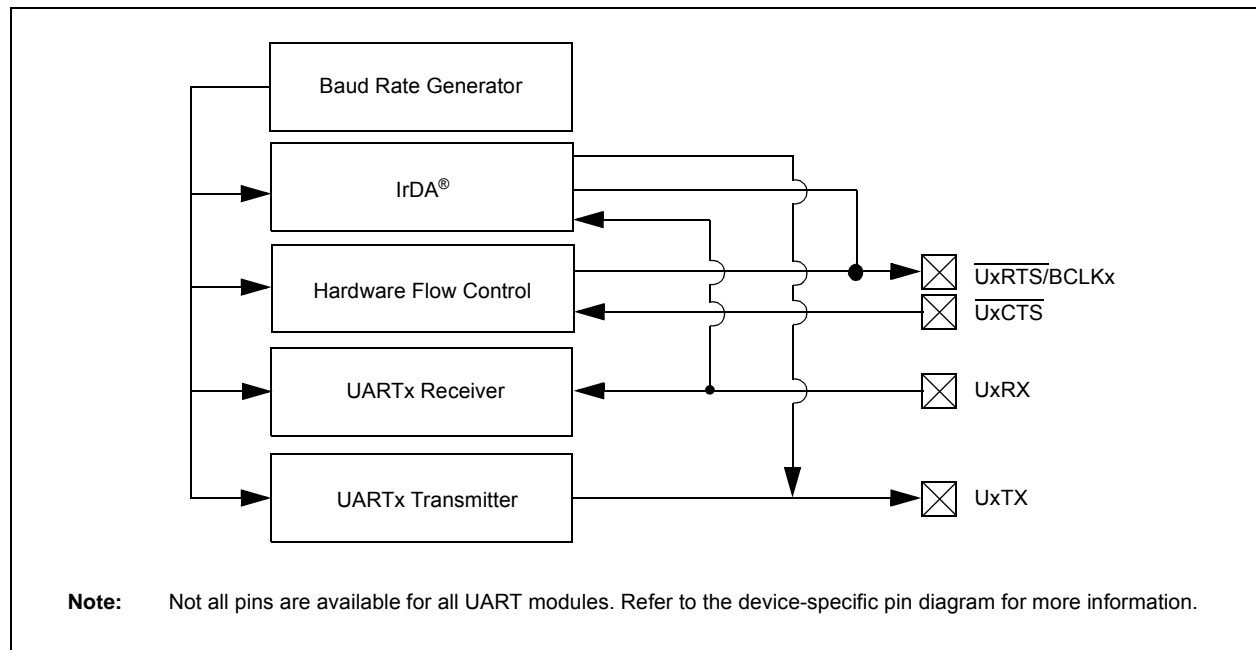 Baud Rate Generator
IrDA®
Hardware Flow Control
UxRTS/BCLKx
UxCTS
UARTx Receiver
UxRX
UARTx Transmitter
UxTX
Note: Not all pins are available for all UART modules. Refer to the device-specific pin diagram for more information.